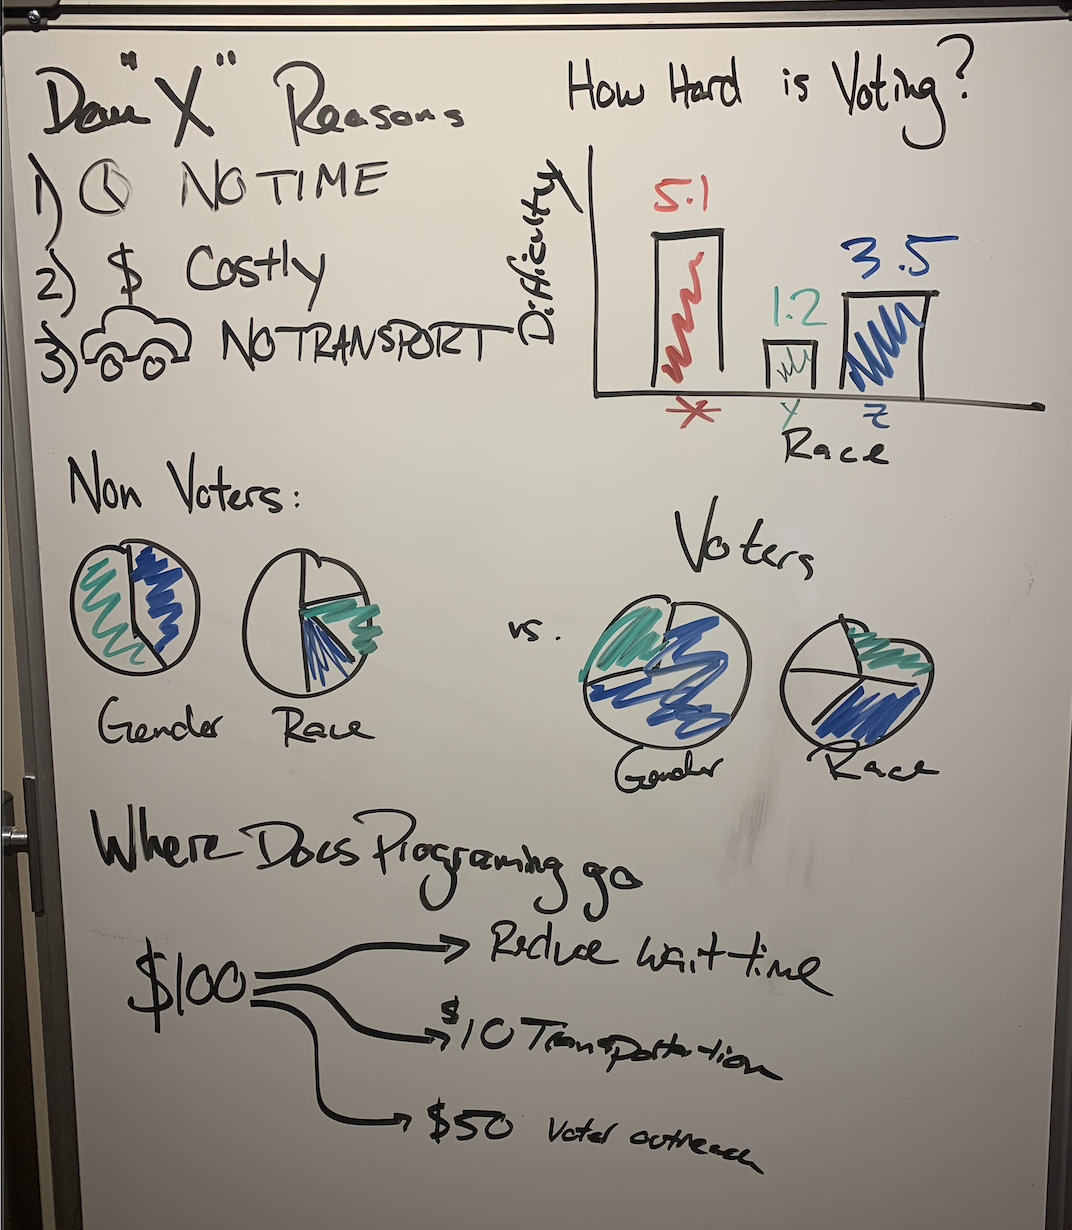 Dem "X" Reasons
1) NO TIME
2) $ Costly
3) NO TRANSPORT
How Hard is Voting?
Difficulty
5.1
1.2
3.5
X
Y
Z
Race
Non Voters:
Gender
Race
vs.
Voters
Gender
Race
Where Does Programing go
$100
Reduce wait time
$10 Transportation
$50 Voter outreach